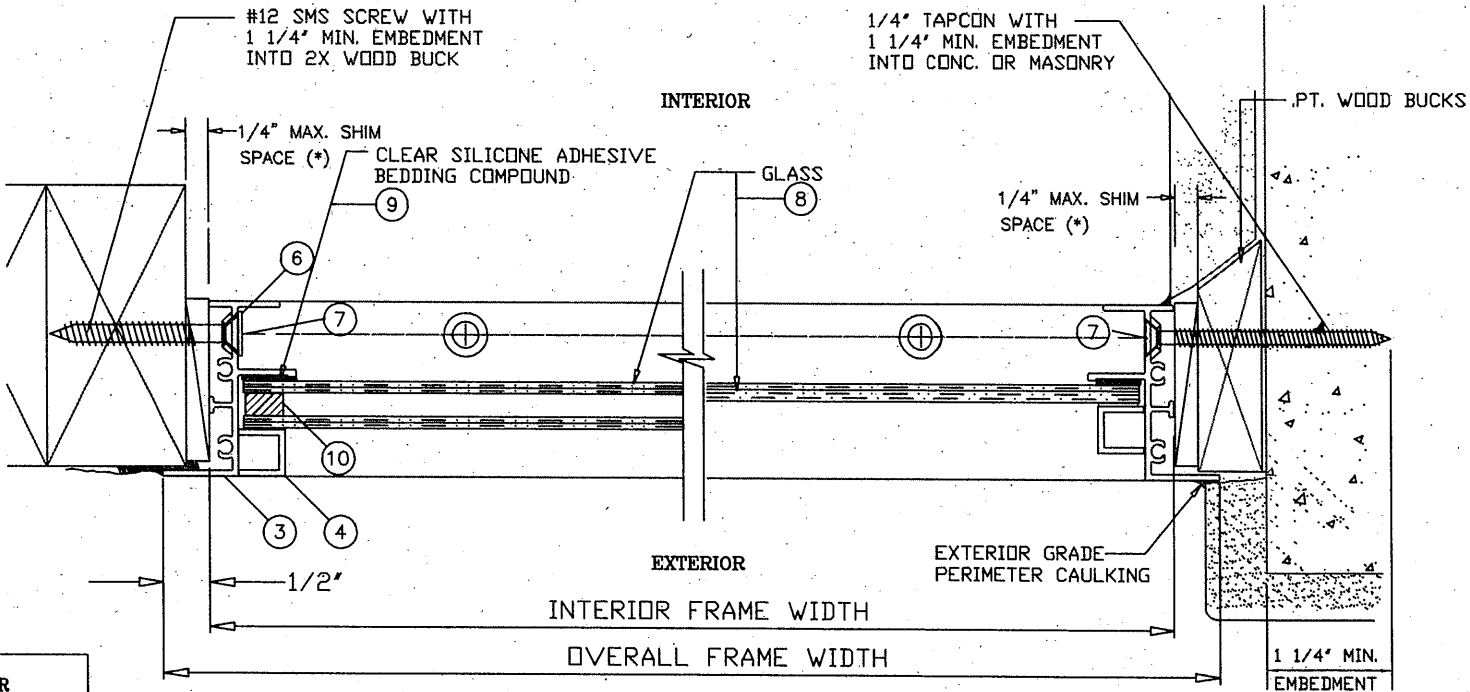 #12 SMS SCREW WITH
1 1/4" MIN. EMBEDMENT
INTO 2X WOOD BUCK
1/4" TAPCON WITH
1 1/4" MIN. EMBEDMENT
INTO CONC. OR MASONRY
INTERIOR
PT. WOOD BUCKS
1/4" MAX. SHIM
SPACE (*)
CLEAR SILICONE ADHESIVE
BEDDING COMPOUND
9
GLASS
8
1/4" MAX. SHIM
SPACE (*)
6
7
7
10
3
4
EXTERIOR
EXTERIOR GRADE
PERIMETER CAULKING
1/2"
INTERIOR FRAME WIDTH
OVERALL FRAME WIDTH
1 1/4" MIN.
EMBEDMENT
R